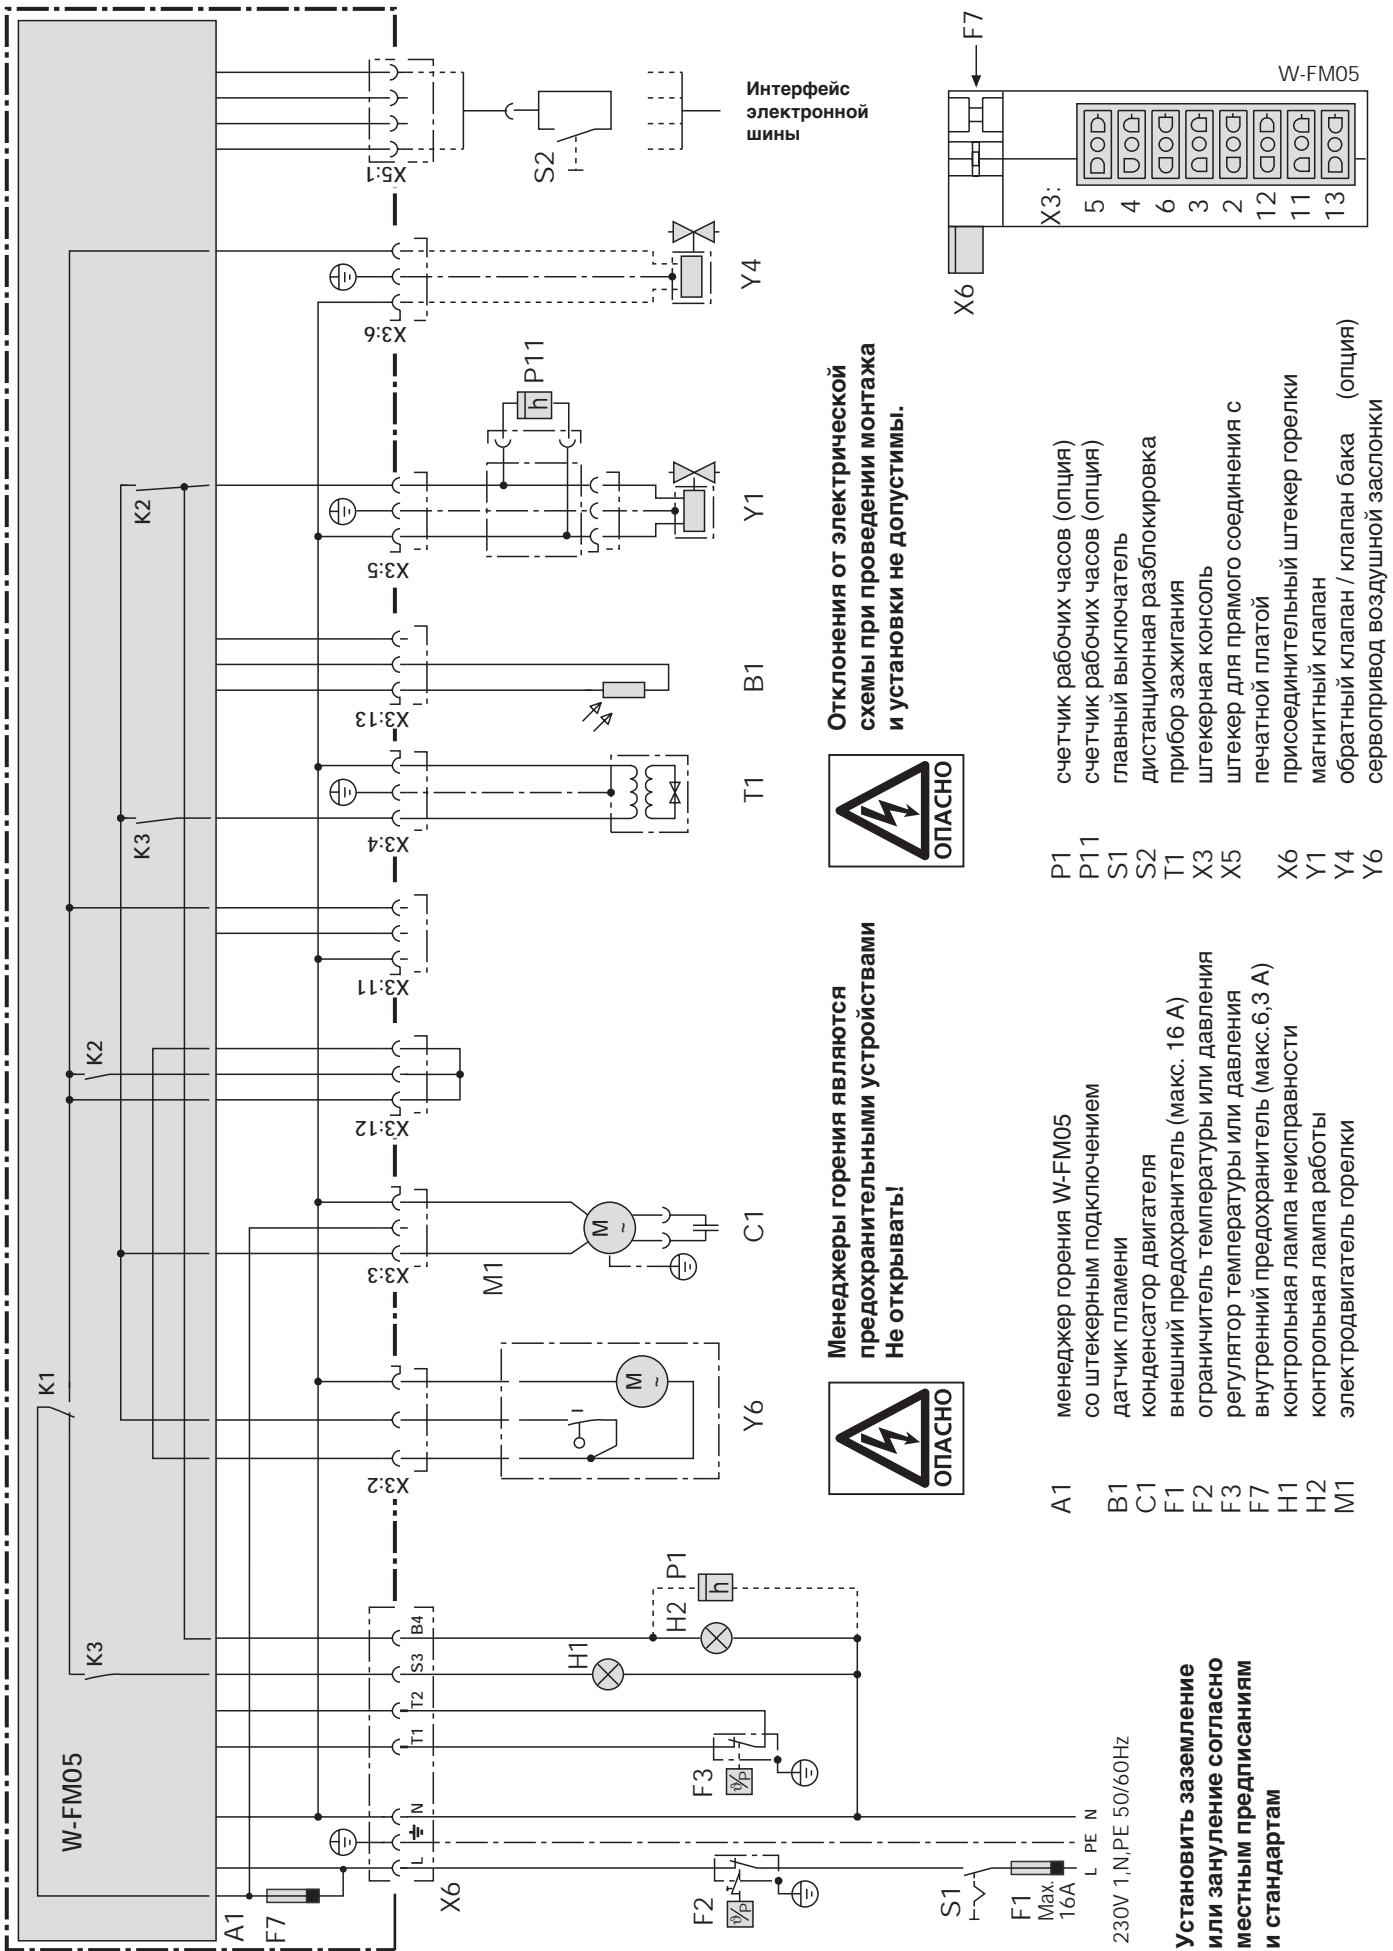 W-FM05
A1
F7
K3
K1
K2
K3
K2
X6
L
N
T1
T2
S3
B4
X3:2
X3:3
X3:12
X3:11
X3:4
X3:13
X3:5
X3:6
X5:1
F2
ϑ/P
F3
ϑ/P
H1
H2
P1
h
S1
F1
Max.
16A
L PE N
230V 1,N,PE 50/60Hz
M
~
Y6
M1
M
~
C1
T1
B1
P11
h
Y1
Y4
S2
Интерфейс
электронной
шины
Установить заземление
или зануление согласно
местным предписаниям
и стандартам
ОПАСНО
Менеджеры горения являются
предохранительными устройствами
Не открывать!
ОПАСНО
Отклонения от электрической
схемы при проведении монтажа
и установки не допустимы.
A1 менеджер горения W-FM05
со штекерным подключением
B1 датчик пламени
C1 конденсатор двигателя
F1 внешний предохранитель (макс. 16 А)
F2 ограничитель температуры или давления
F3 регулятор температуры или давления
F7 внутренний предохранитель (макс.6,3 А)
H1 контрольная лампа неисправности
H2 контрольная лампа работы
M1 электродвигатель горелки
P1 счетчик рабочих часов (опция)
P11 счетчик рабочих часов (опция)
S1 главный выключатель
S2 дистанционная разблокировка
T1 прибор зажигания
X3 штекерная консоль
X5 штекер для прямого соединения с
печатной платой
X6 присоединительный штекер горелки
Y1 магнитный клапан
Y4 обратный клапан / клапан бака (опция)
Y6 сервопривод воздушной заслонки
X6
F7
X3:
5
4
6
3
2
12
11
13
W-FM05